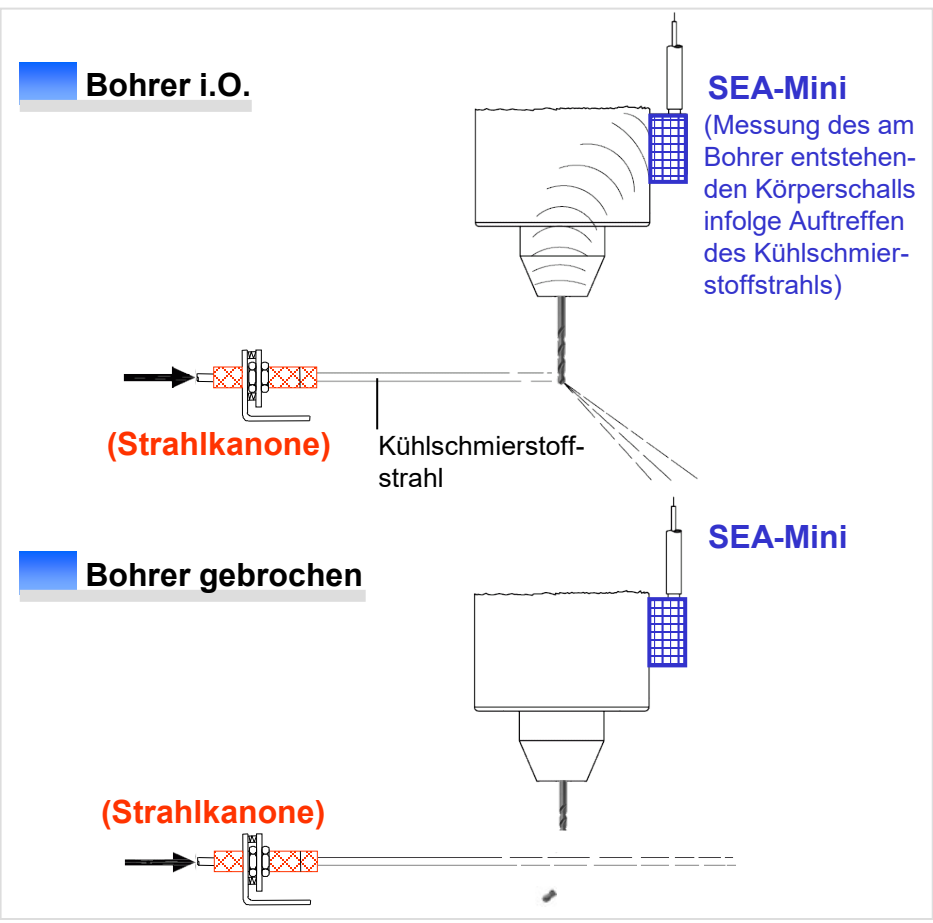 Bohrer i.O.
SEA-Mini
(Messung des am
Bohrer entstehen-
den Körperschalls
infolge Auftreffen
des Kühlschmier-
stoffstrahls)
(Strahlkanone)
Kühlschmierstoff-
strahl
SEA-Mini
Bohrer gebrochen
(Strahlkanone)